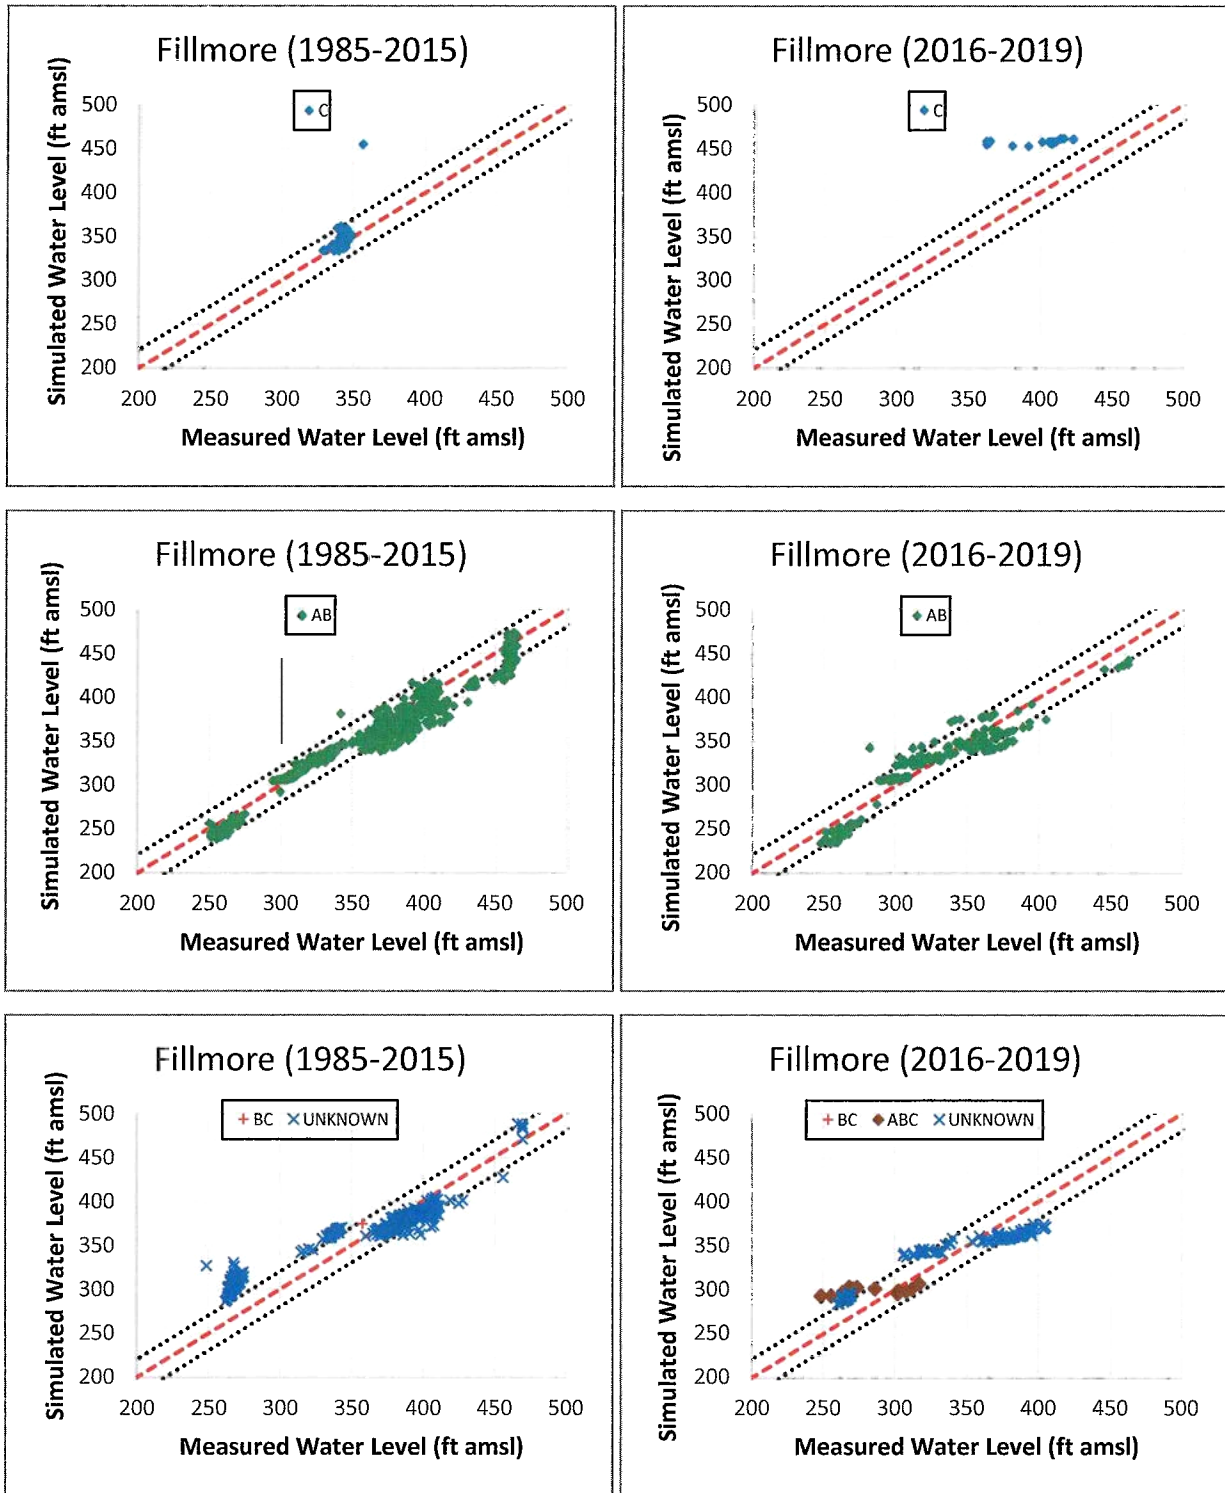 Fillmore (1985-2015)
C
Simulated Water Level (ft amsl)
500
450
400
350
300
250
200
200 250 300 350 400 450 500
Measured Water Level (ft amsl)
Fillmore (2016-2019)
C
Simulated Water Level (ft amsl)
500
450
400
350
300
250
200
200 250 300 350 400 450 500
Measured Water Level (ft amsl)
Fillmore (1985-2015)
AB
Simulated Water Level (ft amsl)
500
450
400
350
300
250
200
200 250 300 350 400 450 500
Measured Water Level (ft amsl)
Fillmore (2016-2019)
AB
Simulated Water Level (ft amsl)
500
450
400
350
300
250
200
200 250 300 350 400 450 500
Measured Water Level (ft amsl)
Fillmore (1985-2015)
BC UNKNOWN
Simulated Water Level (ft amsl)
500
450
400
350
300
250
200
200 250 300 350 400 450 500
Measured Water Level (ft amsl)
Fillmore (2016-2019)
BC ABC UNKNOWN
Simulated Water Level (ft amsl)
500
450
400
350
300
250
200
200 250 300 350 400 450 500
Measured Water Level (ft amsl)